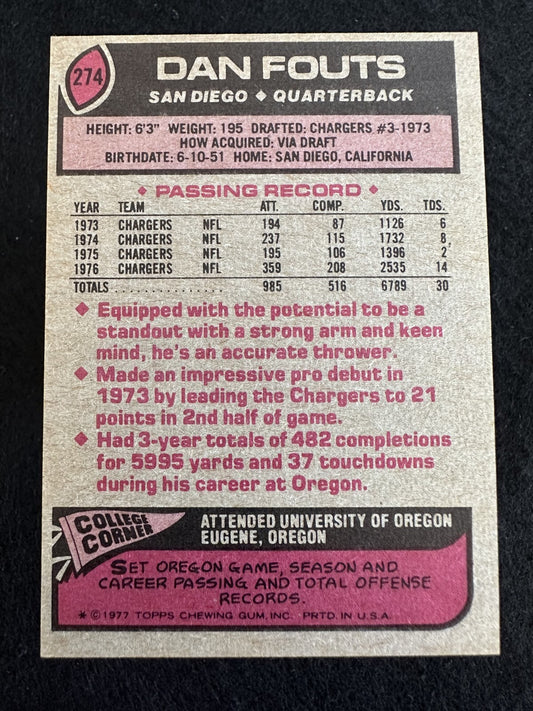 274
DAN FOUTS
SAN DIEGO ◆ QUARTERBACK
HEIGHT: 6'3" WEIGHT: 195 DRAFTED: CHARGERS #3-1973
HOW ACQUIRED: VIA DRAFT
BIRTHDATE: 6-10-51 HOME: SAN DIEGO, CALIFORNIA
◆ PASSING RECORD ◆
YEAR TEAM ATT. COMP. YDS. TDS.
1973 CHARGERS NFL 194 87 1126 6
1974 CHARGERS NFL 237 115 1732 8
1975 CHARGERS NFL 195 106 1396 2
1976 CHARGERS NFL 359 208 2535 14
TOTALS 985 516 6789 30
◆ Equipped with the potential to be a
standout with a strong arm and keen
mind, he's an accurate thrower.
◆ Made an impressive pro debut in
1973 by leading the Chargers to 21
points in 2nd half of game.
◆ Had 3-year totals of 482 completions
for 5995 yards and 37 touchdowns
during his career at Oregon.
COLLEGE
CORNER
ATTENDED UNIVERSITY OF OREGON
EUGENE, OREGON
SET OREGON GAME, SEASON AND
CAREER PASSING AND TOTAL OFFENSE
RECORDS.
* © 1977 TOPPS CHEWING GUM, INC. PRTD. IN U.S.A.